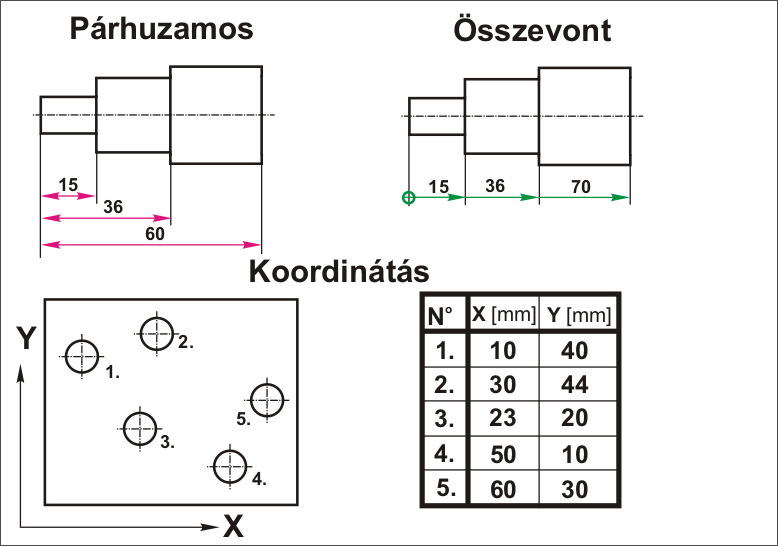 Párhuzamos
Összevont
15
36
60
15 36 70
Koordinátás
Y
X
1.
2.
3.
4.
5.
N° X [mm] Y [mm]
1. 10 40
2. 30 44
3. 23 20
4. 50 10
5. 60 30